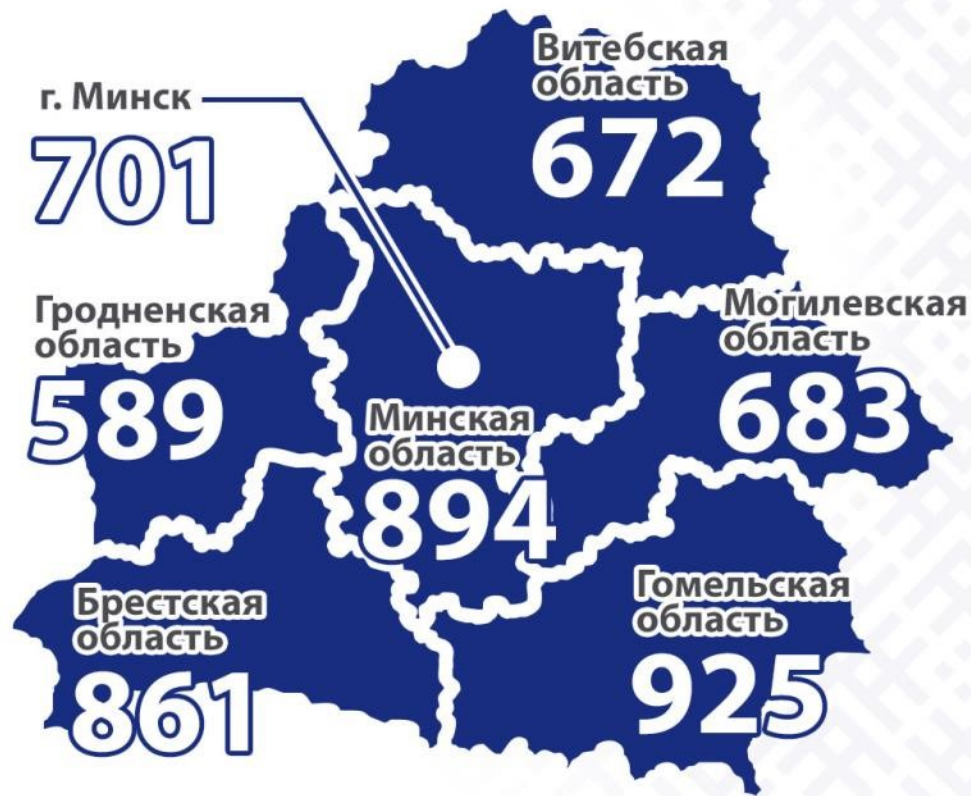 Витебская
область
672
г. Минск
701
Гродненская
область
589
Могилевская
область
683
Минская
область
894
Брестская
область
861
Гомельская
область
925